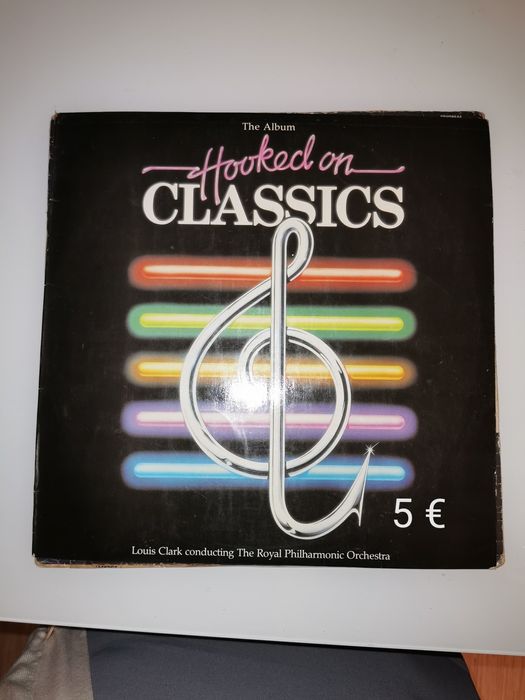 The Album
Hooked on
CLASSICS
5 €
Louis Clark conducting The Royal Philharmonic Orchestra